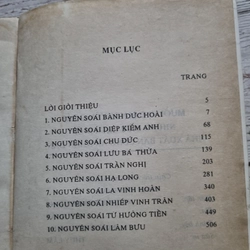 MỤC LỤC
TRANG
LỜI GIỚI THIỆU 5
1. NGUYÊN SOÁI BÀNH ĐỨC HOÀI 7
2. NGUYÊN SOÁI DIỆP KIẾM ANH 68
3. NGUYÊN SOÁI CHU ĐỨC 115
4. NGUYÊN SOÁI LƯU BÁ THỪA 139
5. NGUYÊN SOÁI TRẦN NGHỊ 203
6. NGUYÊN SOÁI HẠ LONG 281
7. NGUYÊN SOÁI LA VINH HOÀN 340
8. NGUYÊN SOÁI NHIẾP VINH TRĂN 403
9. NGUYÊN SOÁI TỪ HƯỚNG TIỀN 449
10. NGUYÊN SOÁI LÂM BƯU 506